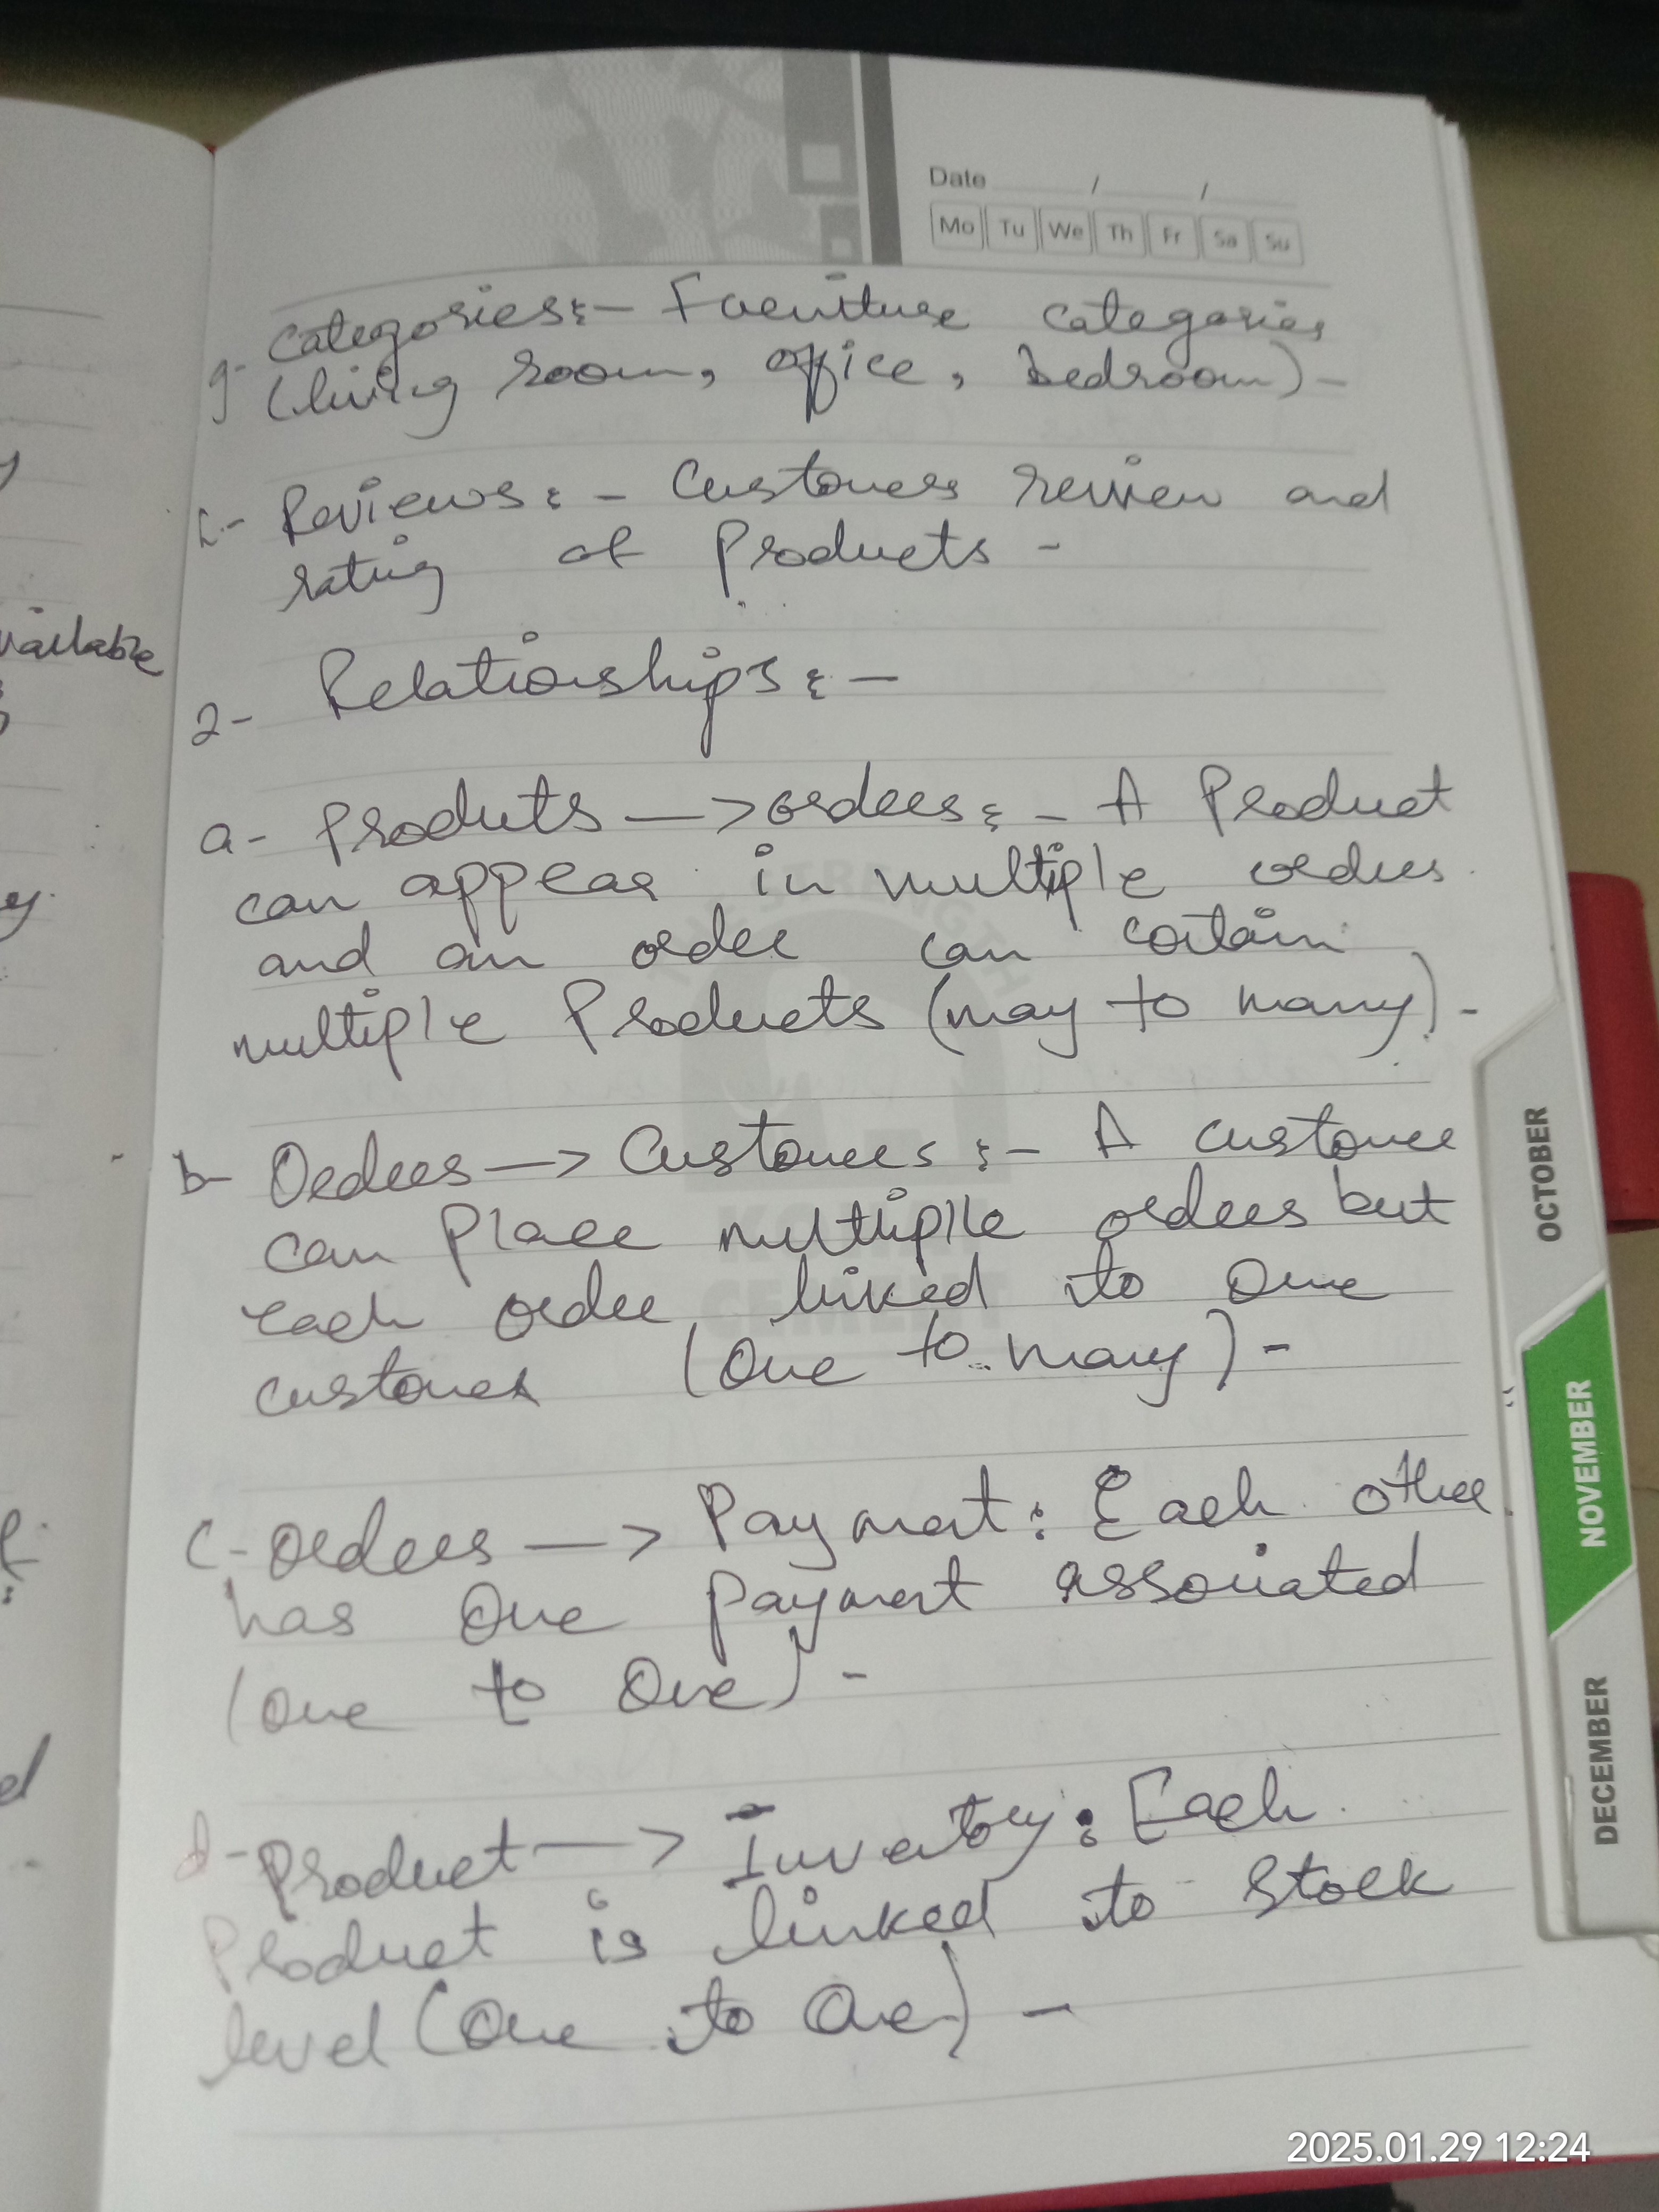 Date / /
Mo Tu We Th Fr Sa Su
g- Categories:- Furniture categories
(living room, office, bedroom)-
Reviews:- Customers review and
rating of Products -
vailable
2- Relationships:-
a- Produts —> orders:- A Product
can appear in multiple orders
and an order can contain
multiple Products (may to many)-
b- Orders —> Customers:- A customer
can Place multiple orders but
each order linked to one
customer (One to many)-
c- orders —> Payment: Each other
has One payment associated
(one to One)-
d- Product —> Inventory: Each
Product is linked to Stock
level (One to One)-
STRENGTH
CEMENT
OCTOBER
NOVEMBER
DECEMBER
2025.01.29 12:24